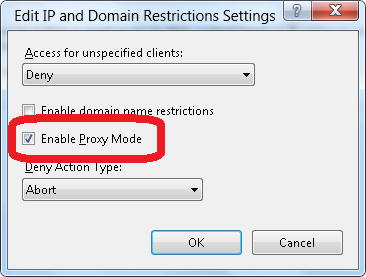 Edit IP and Domain Restrictions Settings
?
Access for unspecified clients:
Deny
Enable domain name restrictions
Enable Proxy Mode
Deny Action Type:
Abort
OK
Cancel